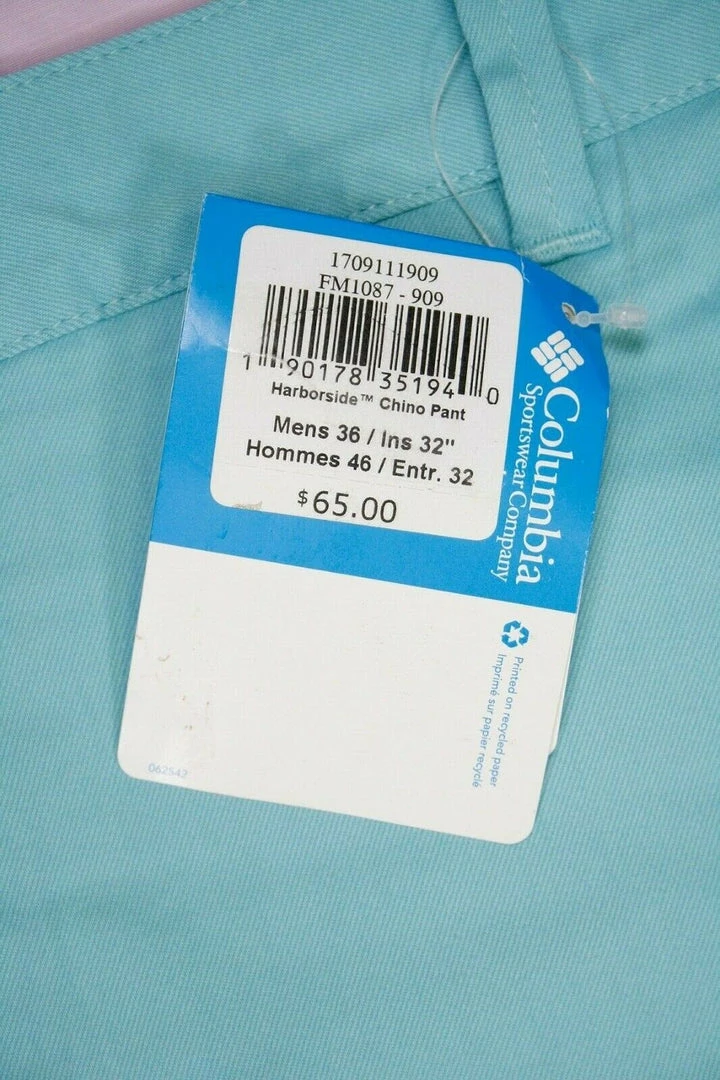 1709111909
FM1087 - 909
1 90178 35194 0
Harborside™ Chino Pant
Mens 36 / Ins 32"
Hommes 46 / Entr. 32
$65.00
Columbia
Sportswear Company
Printed on recycled paper
Imprimé sur papier recyclé
062542